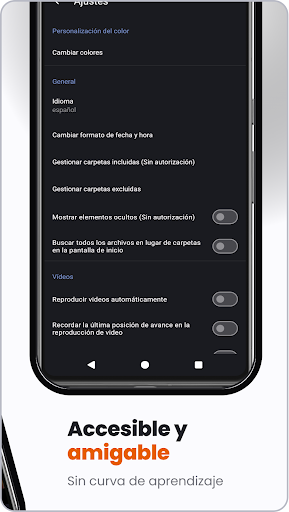 Ajustes
Personalización del color
Cambiar colores
General
Idioma
español
Cambiar formato de fecha y hora
Gestionar carpetas incluidas (Sin autorización)
Gestionar carpetas excluidas
Mostrar elementos ocultos (Sin autorización)
Buscar todos los archivos en lugar de carpetas
en la pantalla de inicio
Vídeos
Reproducir videos automáticamente
Recordar la última posición de avance en la
reproducción de video
Accesible y
amigable
Sin curva de aprendizaje